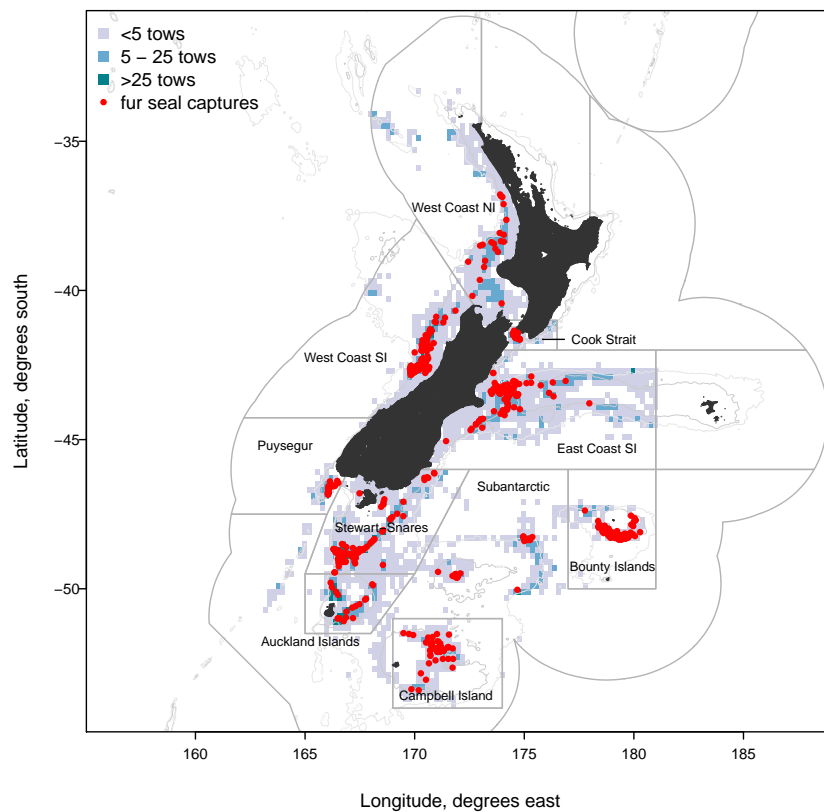 <5 tows
5 − 25 tows
>25 tows
fur seal captures
−35
West Coast NI
−40
Cook Strait
West Coast SI
Puysegur
East Coast SI
−45
Subantarctic
Stewart−Snares
Bounty Islands
−50
Auckland Islands
Campbell Island
160 165 170 175 180 185
Latitude, degrees south
Longitude, degrees east